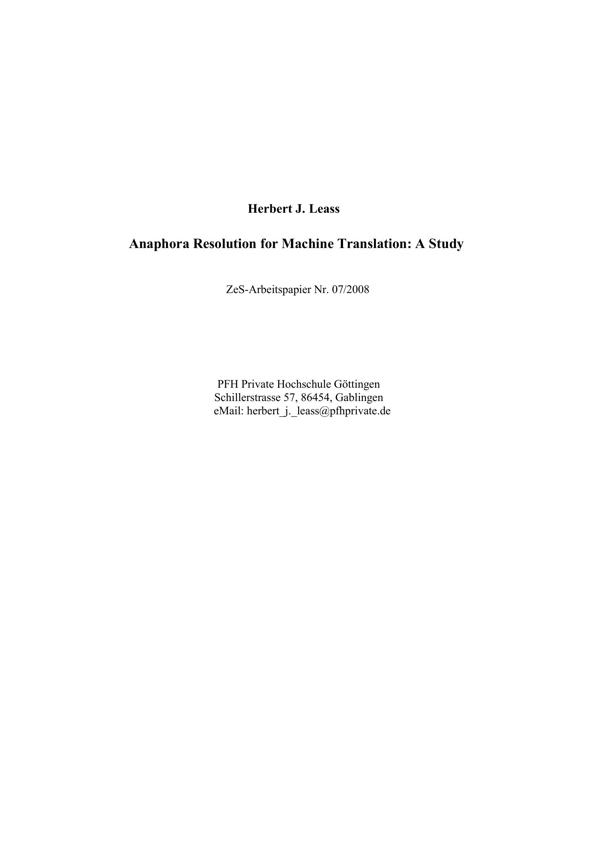 Herbert J. Leass
Anaphora Resolution for Machine Translation: A Study
ZeS-Arbeitspapier Nr. 07/2008
PFH Private Hochschule Göttingen
Schillerstrasse 57, 86454, Gablingen
eMail: herbert_j._leass@pfhprivate.de